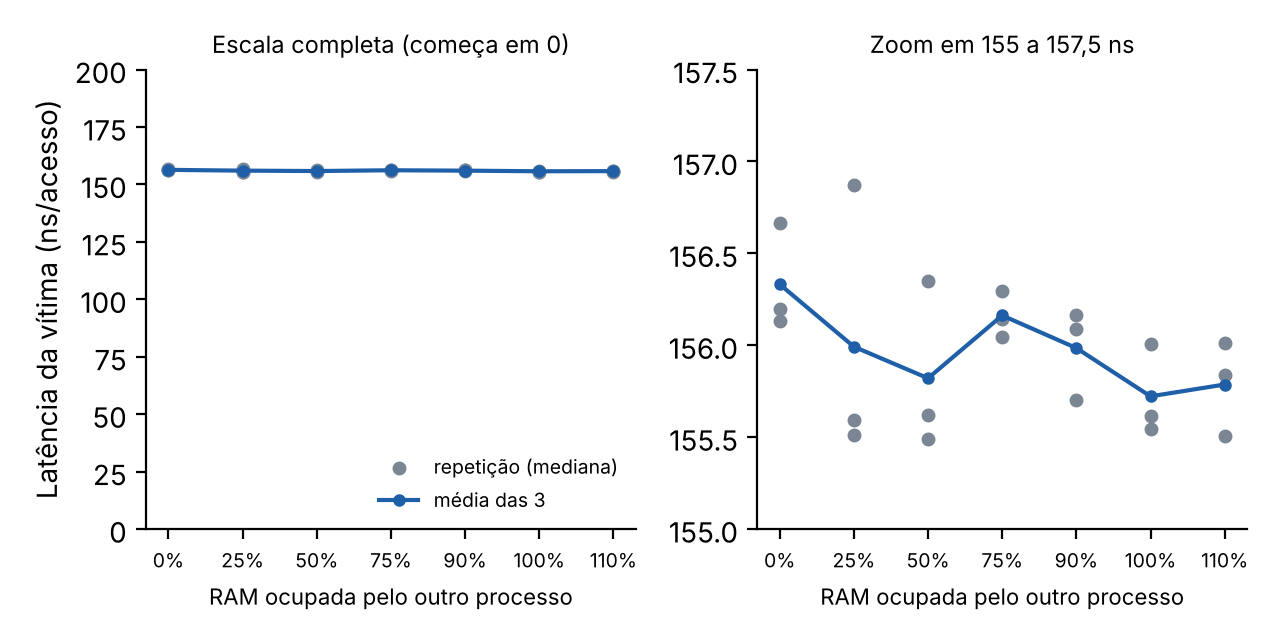 Escala completa (começa em 0)
Latência da vítima (ns/acesso)
200
175
150
125
100
75
50
25
0
repetição (mediana)
média das 3
0% 25% 50% 75% 90% 100% 110%
RAM ocupada pelo outro processo
Zoom em 155 a 157,5 ns
157.5
157.0
156.5
156.0
155.5
155.0
0% 25% 50% 75% 90% 100% 110%
RAM ocupada pelo outro processo